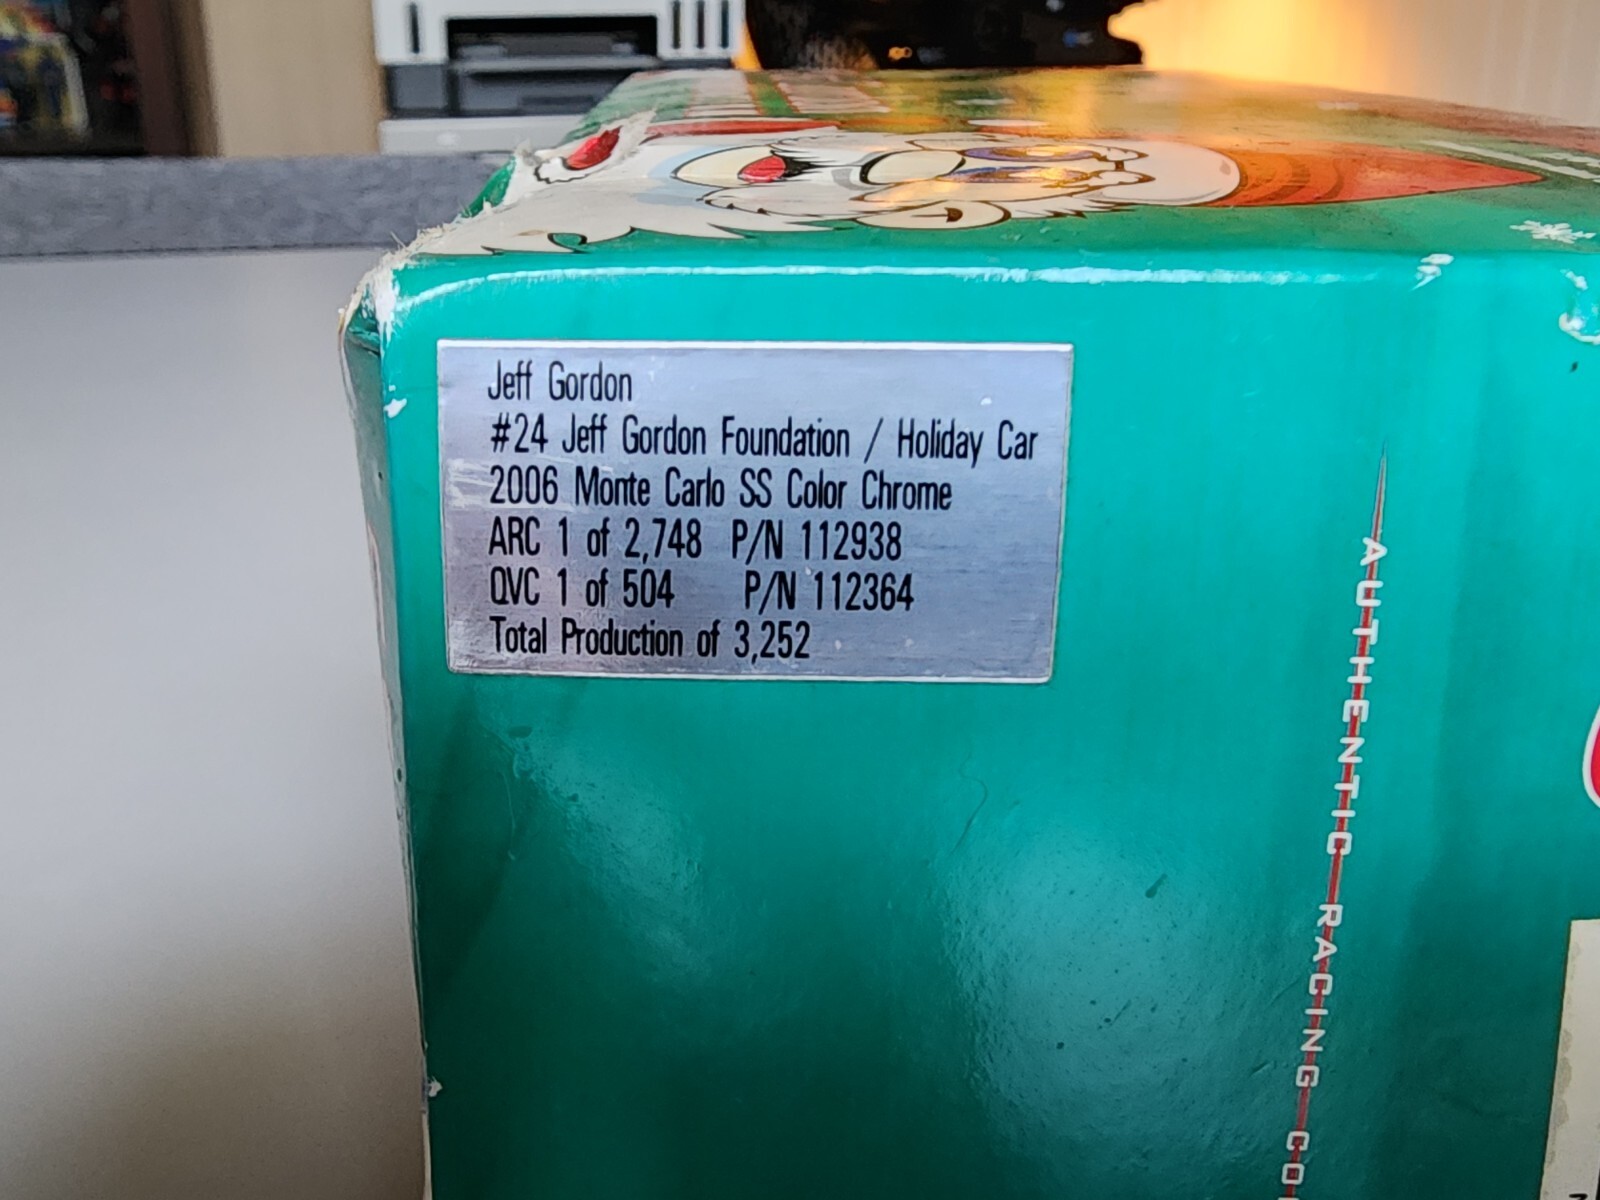 Jeff Gordon
#24 Jeff Gordon Foundation / Holiday Car
2006 Monte Carlo SS Color Chrome
ARC 1 of 2,748 P/N 112938
QVC 1 of 504 P/N 112364
Total Production of 3,252
AUTHENTIC RACING CO